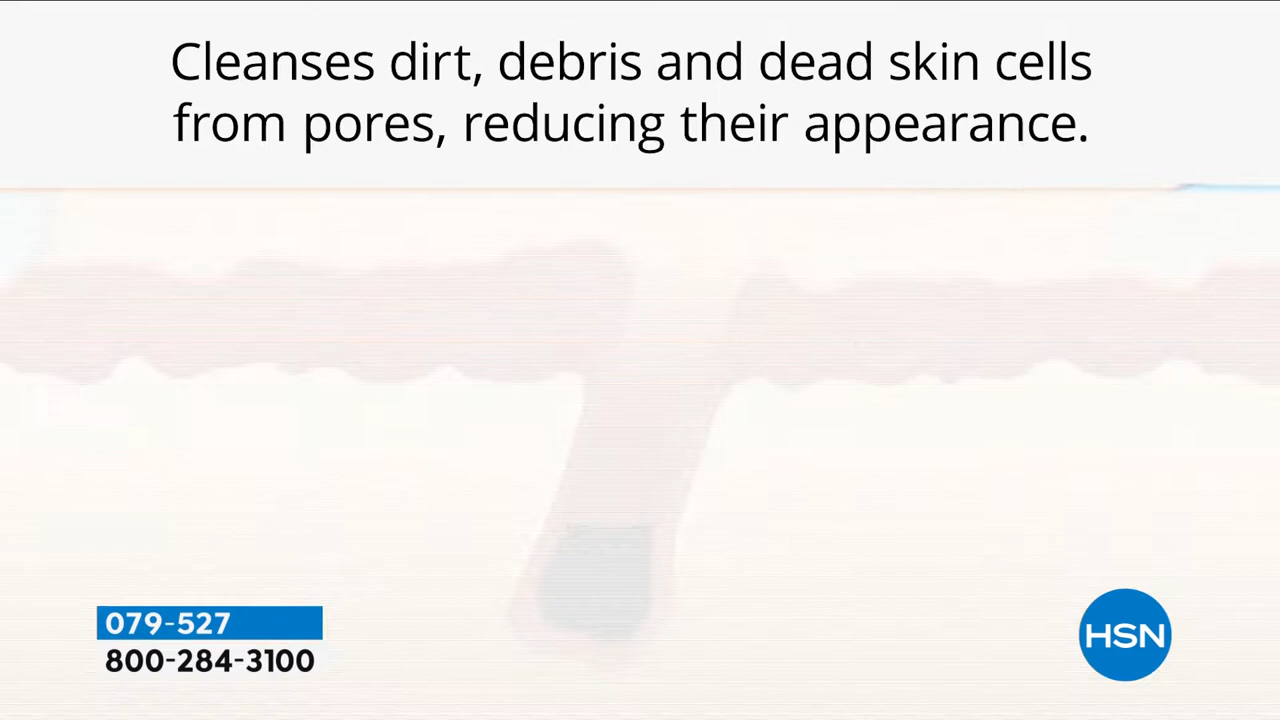 Cleanses dirt, debris and dead skin cells
from pores, reducing their appearance.
079-527
800-284-3100
HSN